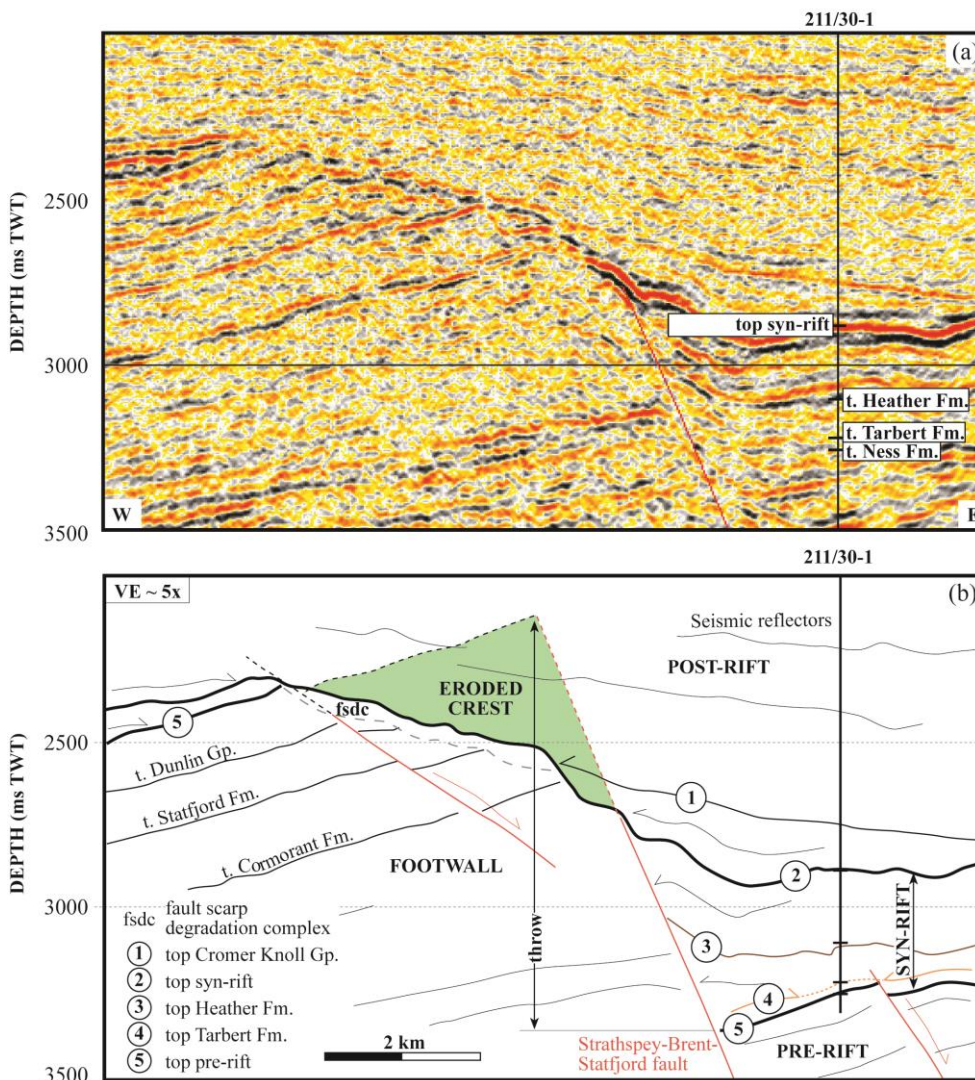 211/30-1
(a)
DEPTH (ms TWT)
2500
3000
3500
top syn-rift
t. Heather Fm.
t. Tarbert Fm.
t. Ness Fm.
W
E
211/30-1
VE ~ 5x
(b)
Seismic reflectors
POST-RIFT
ERODED
CREST
fsdc
5
t. Dunlin Gp.
t. Statfjord Fm.
t. Cormorant Fm.
1
FOOTWALL
2
3
4
5
throw
SYN-RIFT
PRE-RIFT
Strathspey-Brent-
Statfjord fault
DEPTH (ms TWT)
2500
3000
3500
fsdc fault scarp
degradation complex
1 top Cromer Knoll Gp.
2 top syn-rift
3 top Heather Fm.
4 top Tarbert Fm.
5 top pre-rift
2 km